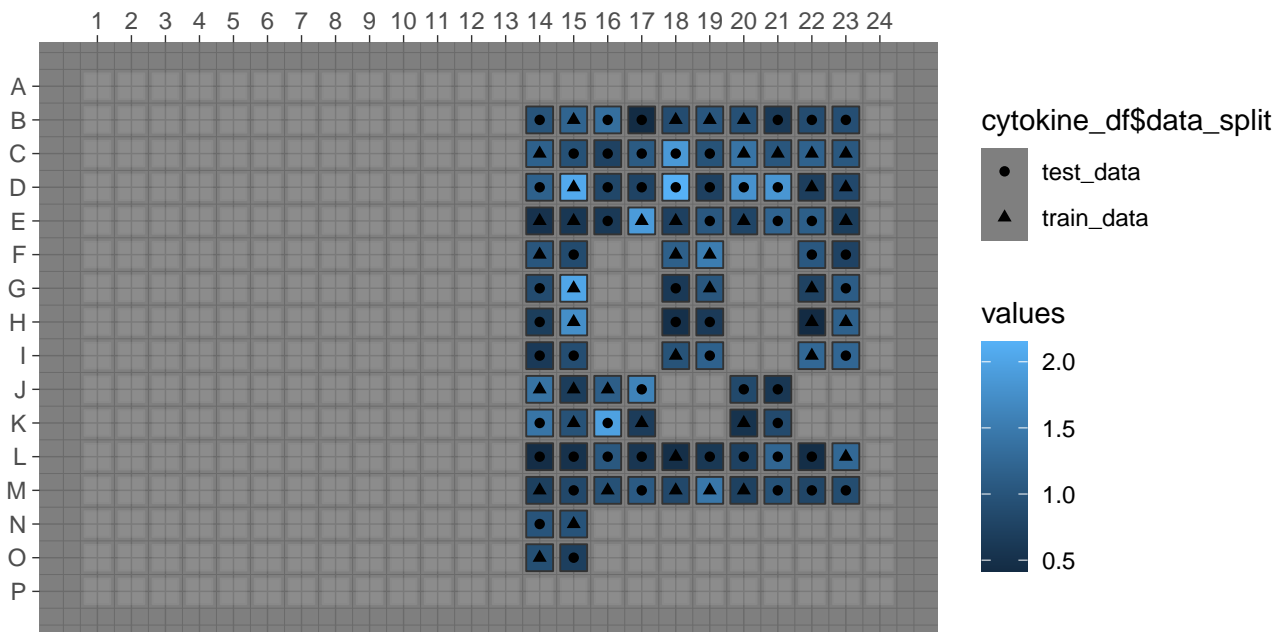 1 2 3 4 5 6 7 8 9 10 11 12 13 14 15 16 17 18 19 20 21 22 23 24
A
B
C
D
E
F
G
H
I
J
K
L
M
N
O
P
cytokine_df$data_split
test_data
train_data
values
2.0
1.5
1.0
0.5